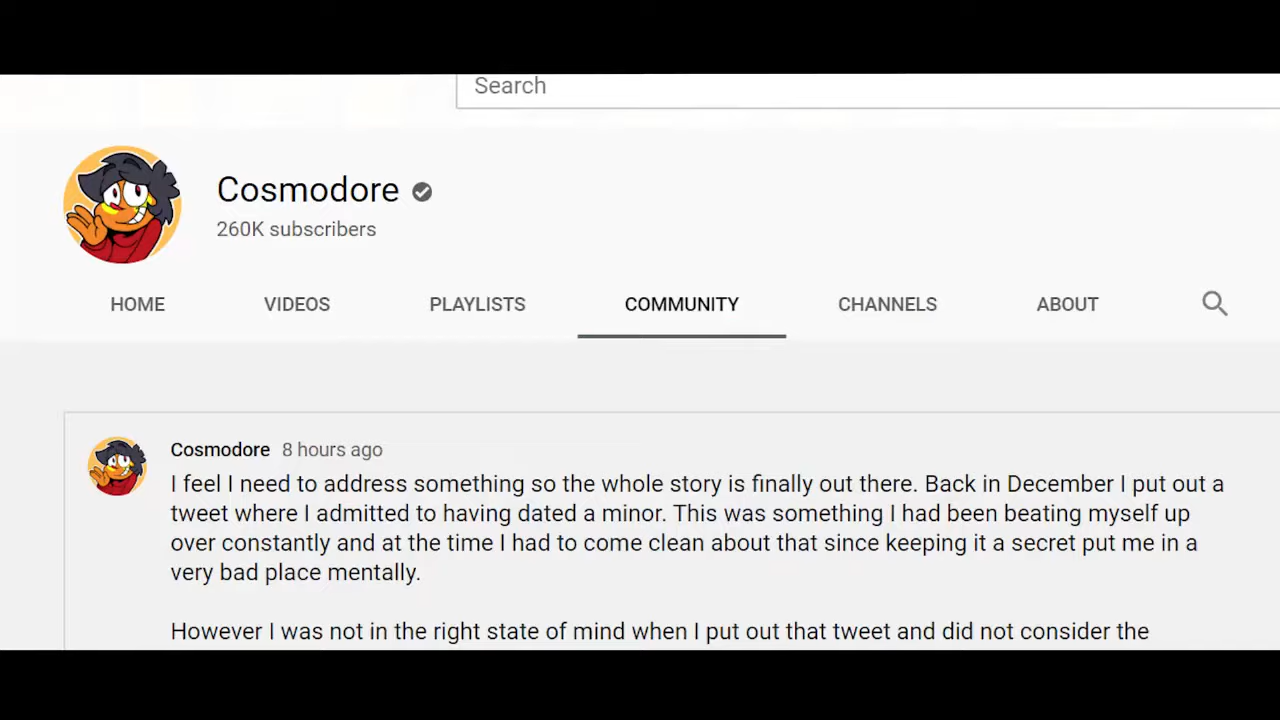 Search
Cosmodore
260K subscribers
HOME VIDEOS PLAYLISTS COMMUNITY CHANNELS ABOUT
Cosmodore 8 hours ago
I feel I need to address something so the whole story is finally out there. Back in December I put out a
tweet where I admitted to having dated a minor. This was something I had been beating myself up
over constantly and at the time I had to come clean about that since keeping it a secret put me in a
very bad place mentally.
However I was not in the right state of mind when I put out that tweet and did not consider the